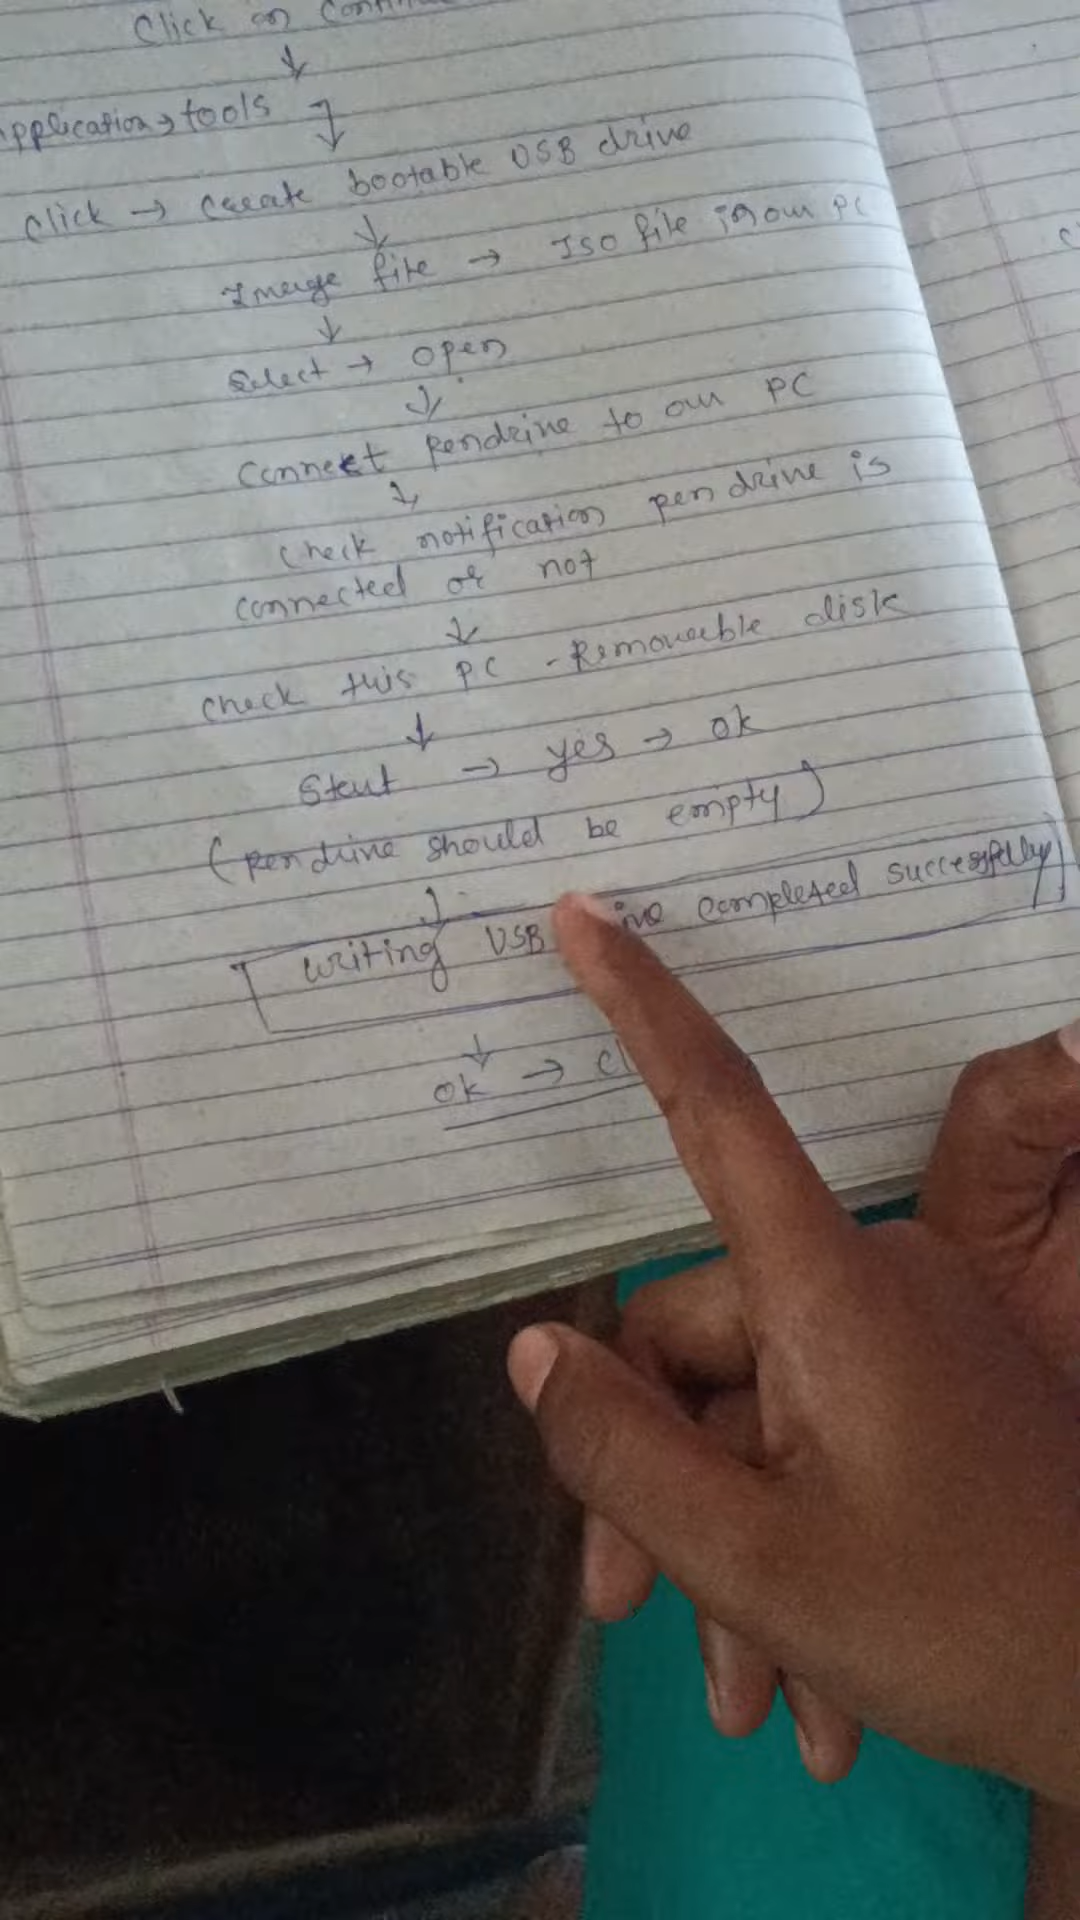 Click on
Application → tools
Click → Create bootable USB drive
Image file → Iso file in our PC
Select → open
Connect Pendrive to our PC
Check notification pen drive is
connected or not
Check this PC - Removeable disk
Start → yes → ok
(Pendrive should be empty)
writing USB completed successfully
ok →